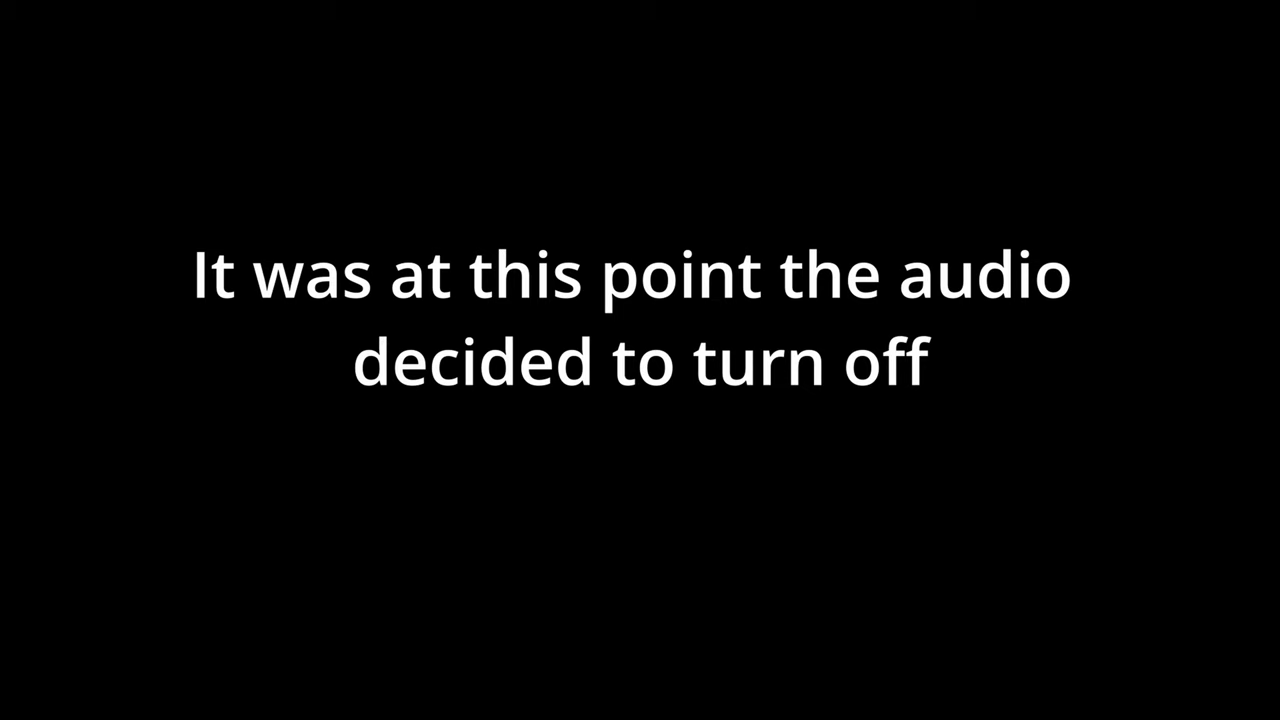 It was at this point the audio
decided to turn off